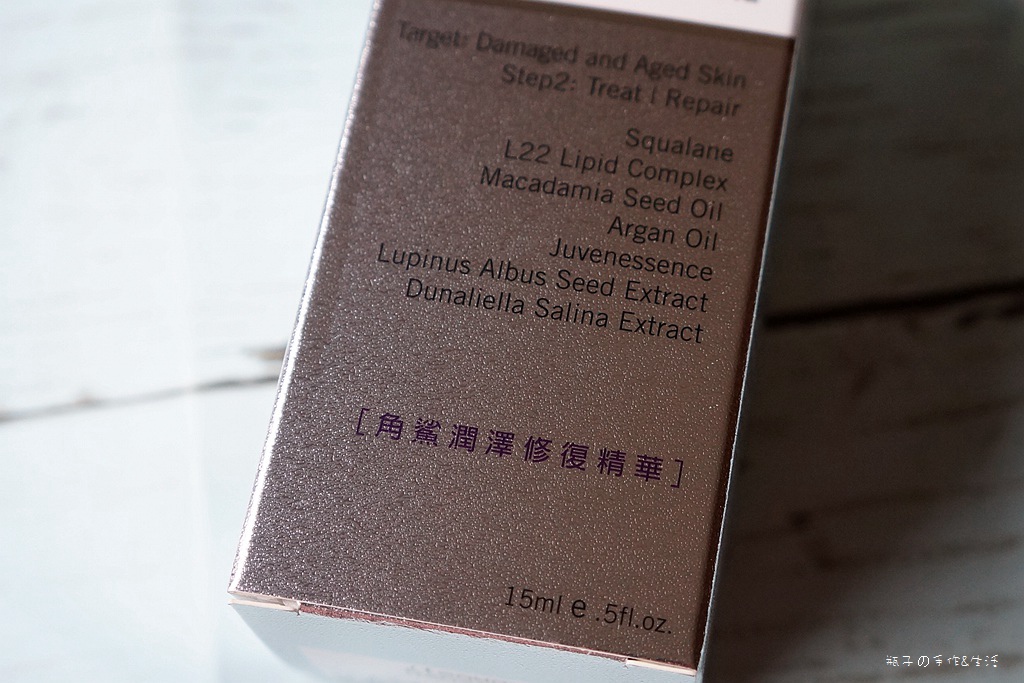 Target: Damaged and Aged Skin
Step2: Treat | Repair
Squalane
L22 Lipid Complex
Macadamia Seed Oil
Argan Oil
Juvenessence
Lupinus Albus Seed Extract
Dunaliella Salina Extract
[角鯊潤澤修復精華]
15ml e .5fl.oz.
瓶子の手作&生活